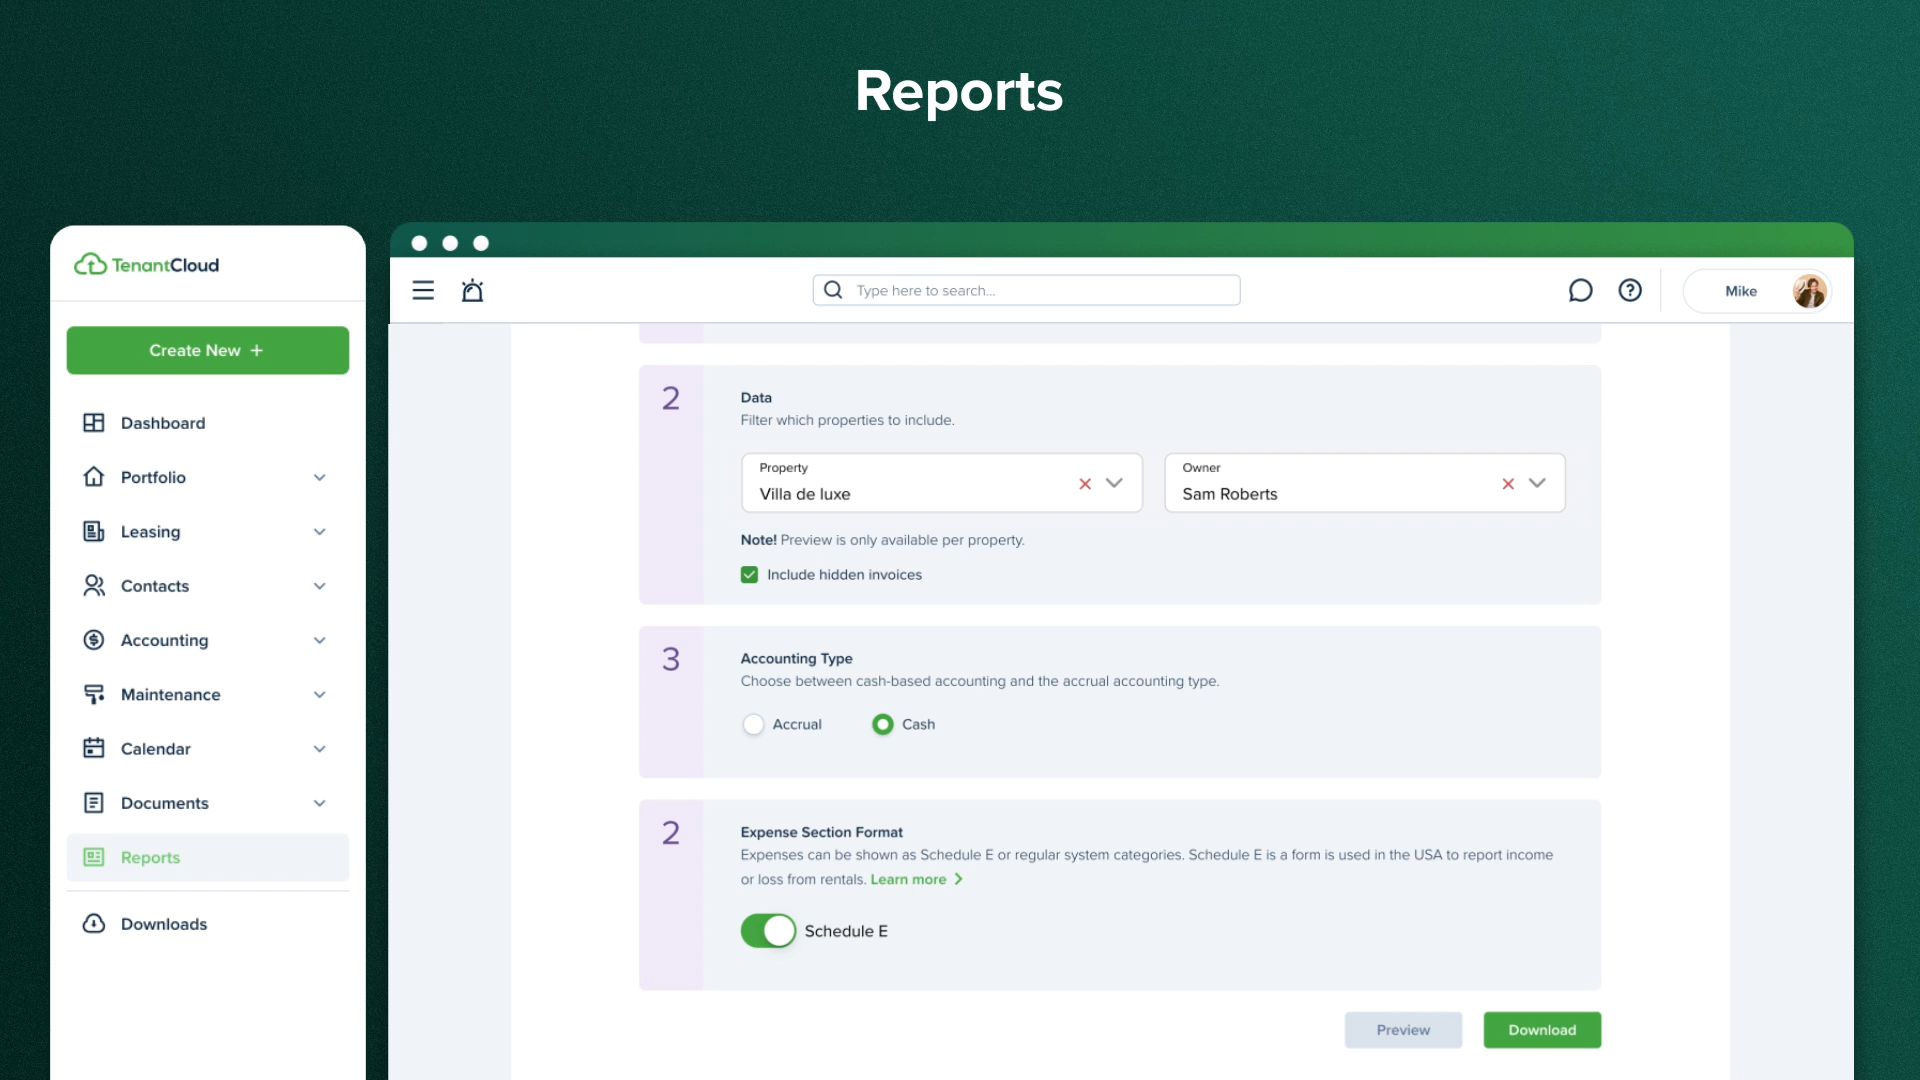 Reports
TenantCloud
Create New +
Dashboard
Portfolio
Leasing
Contacts
Accounting
Maintenance
Calendar
Documents
Reports
Downloads
Type here to search...
Mike
2
Data
Filter which properties to include.
Property
Villa de luxe
Owner
Sam Roberts
Note! Preview is only available per property.
Include hidden invoices
3
Accounting Type
Choose between cash-based accounting and the accrual accounting type.
Accrual
Cash
2
Expense Section Format
Expenses can be shown as Schedule E or regular system categories. Schedule E is a form is used in the USA to report income
or loss from rentals. Learn more
Schedule E
Preview
Download